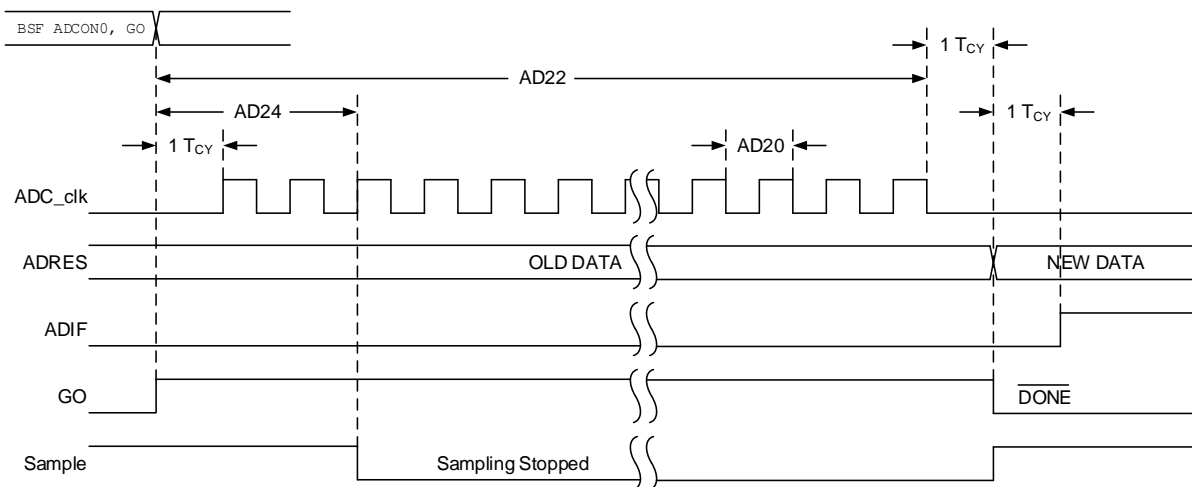 BSF ADCON0, GO
1 TCY
AD22
AD24
1 TCY
1 TCY
AD20
ADC_clk
ADRES
OLD DATA
NEW DATA
ADIF
GO
DONE
Sample
Sampling Stopped